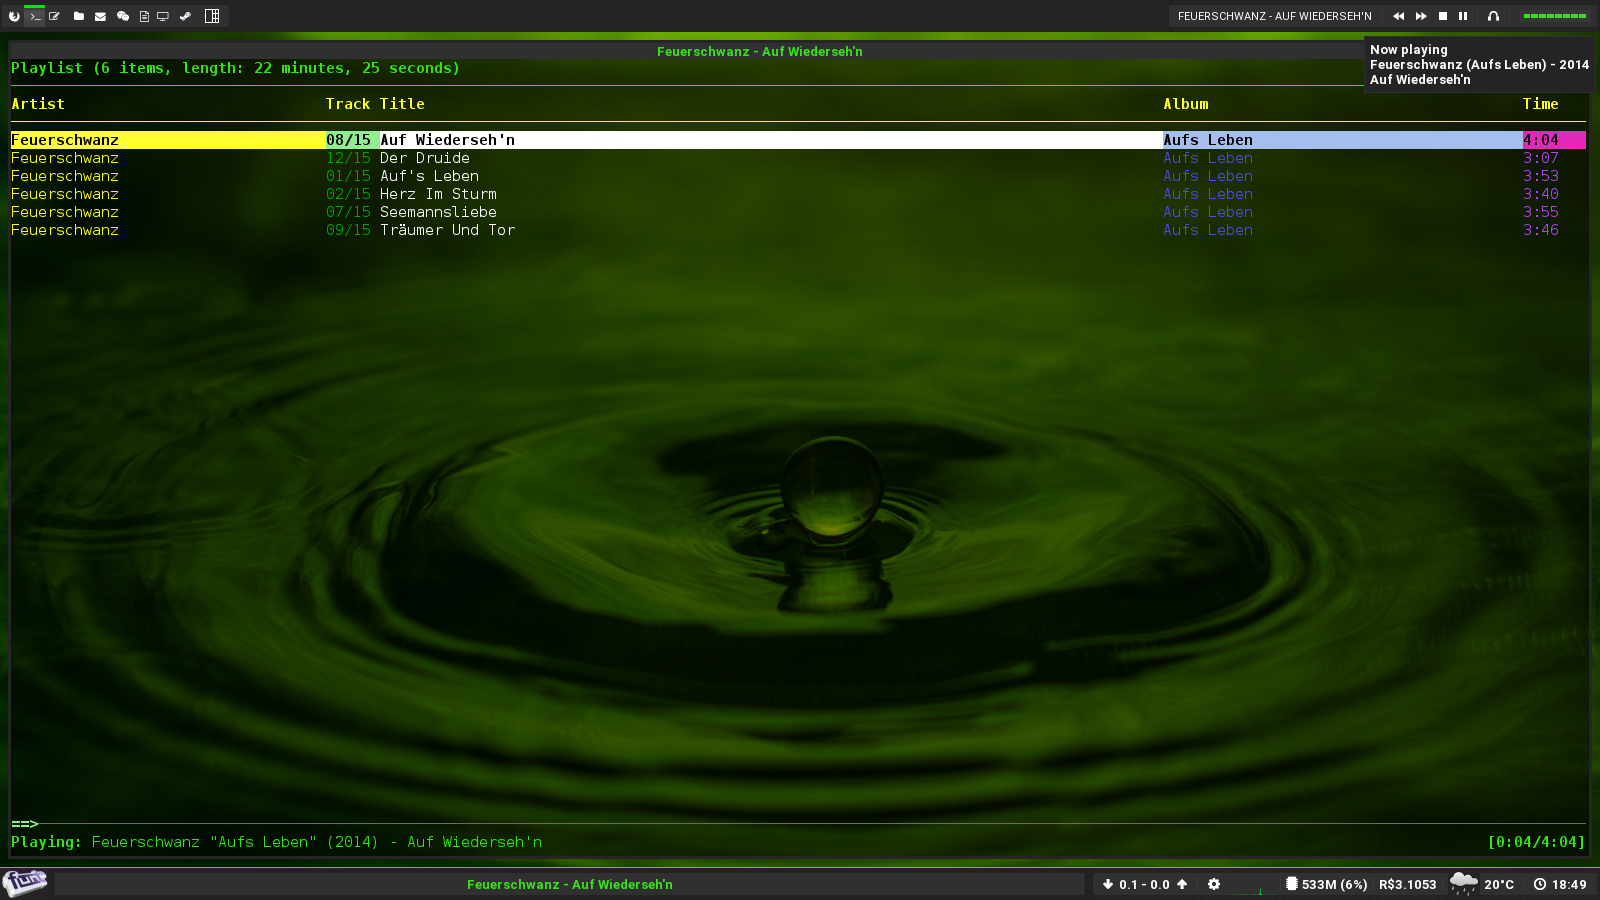 FEUERSCHWANZ - AUF WIEDERSEH'N
Feuerschwanz - Auf Wiederseh'n
Now playing
Feuerschwanz (Aufs Leben) - 2014
Auf Wiederseh'n
Playlist (6 items, length: 22 minutes, 25 seconds)
Artist Track Title Album Time
Feuerschwanz 08/15 Auf Wiederseh'n Aufs Leben 4:04
Feuerschwanz 12/15 Der Druide Aufs Leben 3:07
Feuerschwanz 01/15 Auf's Leben Aufs Leben 3:53
Feuerschwanz 02/15 Herz Im Sturm Aufs Leben 3:40
Feuerschwanz 07/15 Seemannsliebe Aufs Leben 3:55
Feuerschwanz 09/15 Träumer Und Tor Aufs Leben 3:46
==>
Playing: Feuerschwanz "Aufs Leben" (2014) - Auf Wiederseh'n [0:04/4:04]
fun Feuerschwanz - Auf Wiederseh'n 0.1 - 0.0 533M (6%) R$3.1053 20°C 18:49